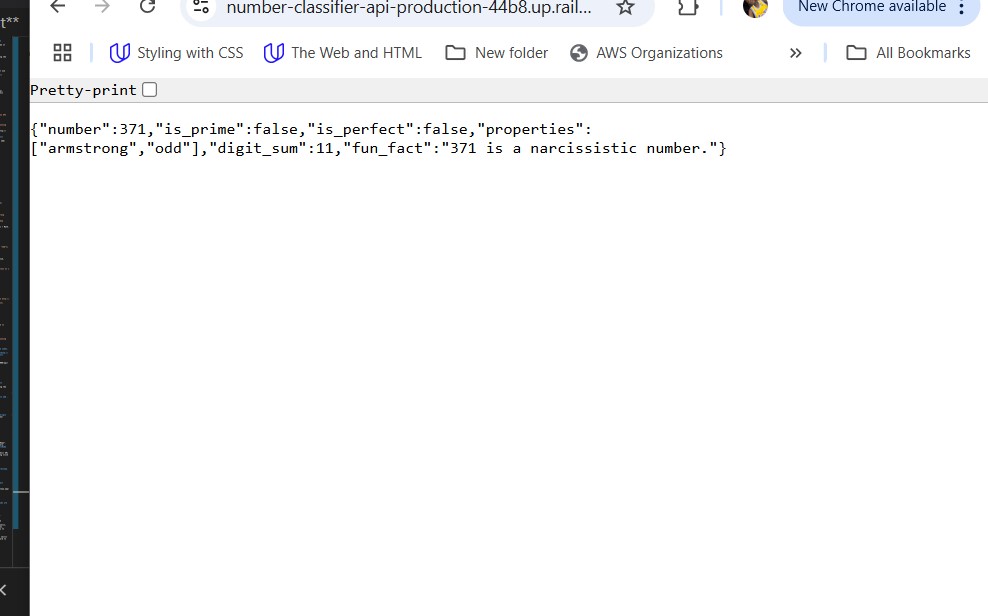 t**
number-classifier-api-production-44b8.up.rail...
New Chrome available
Styling with CSS
The Web and HTML
New folder
AWS Organizations
»
All Bookmarks
Pretty-print
{"number":371,"is_prime":false,"is_perfect":false,"properties":
["armstrong","odd"],"digit_sum":11,"fun_fact":"371 is a narcissistic number."}